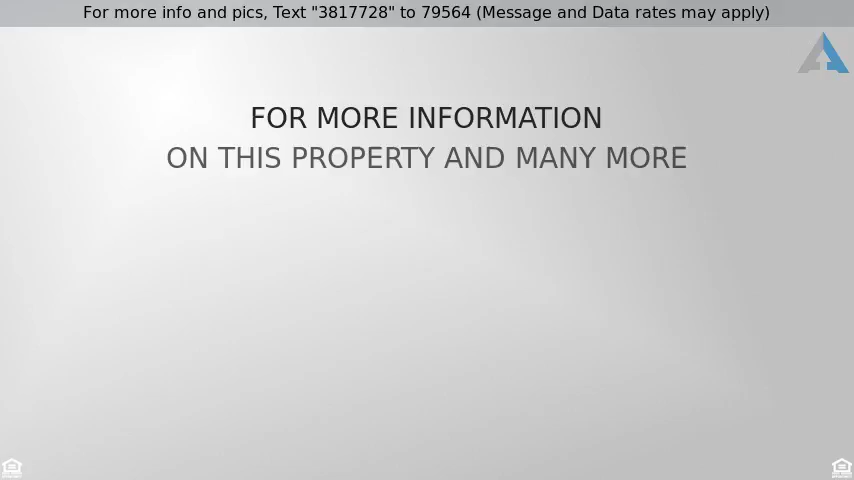 For more info and pics, Text "3817728" to 79564 (Message and Data rates may apply)
FOR MORE INFORMATION
ON THIS PROPERTY AND MANY MORE